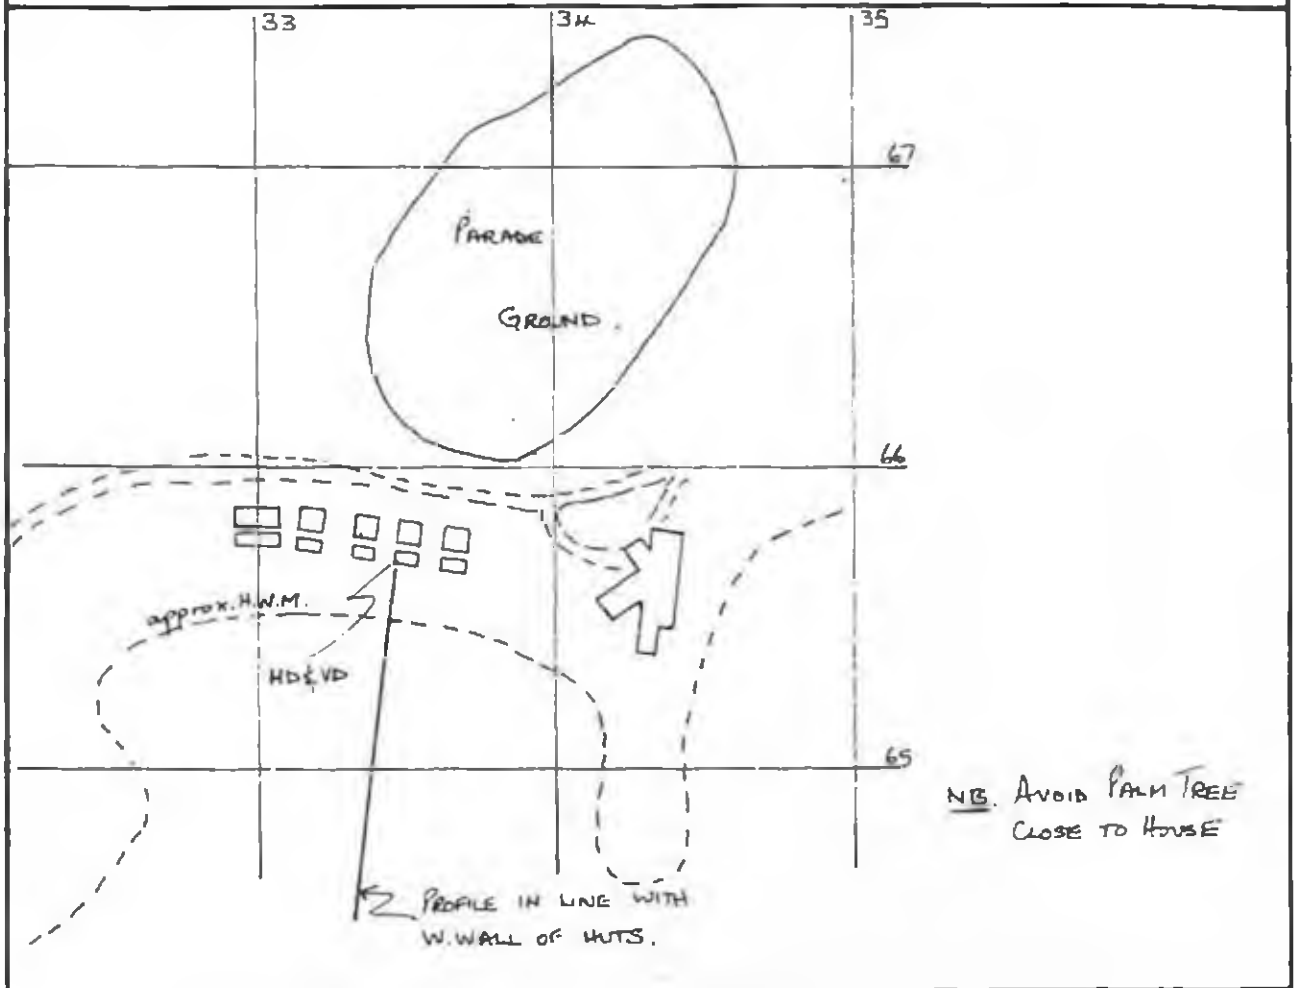 33
34
35
67
PARADE
GROUND.
66
approx. H.W.M.
HD & VD
65
NB. AVOID PALM TREE
CLOSE TO HOUSE
PROFILE IN LINE WITH
W. WALL OF HUTS.